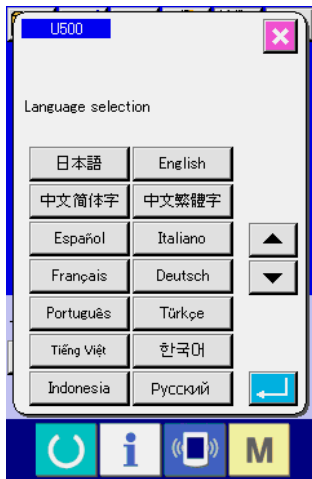 U500
Language selection
日本語 English
中文简体字 中文繁體字
Español Italiano
Français Deutsch
Português Türkçe
Tiếng Việt 한국어
Indonesia Русский
i M